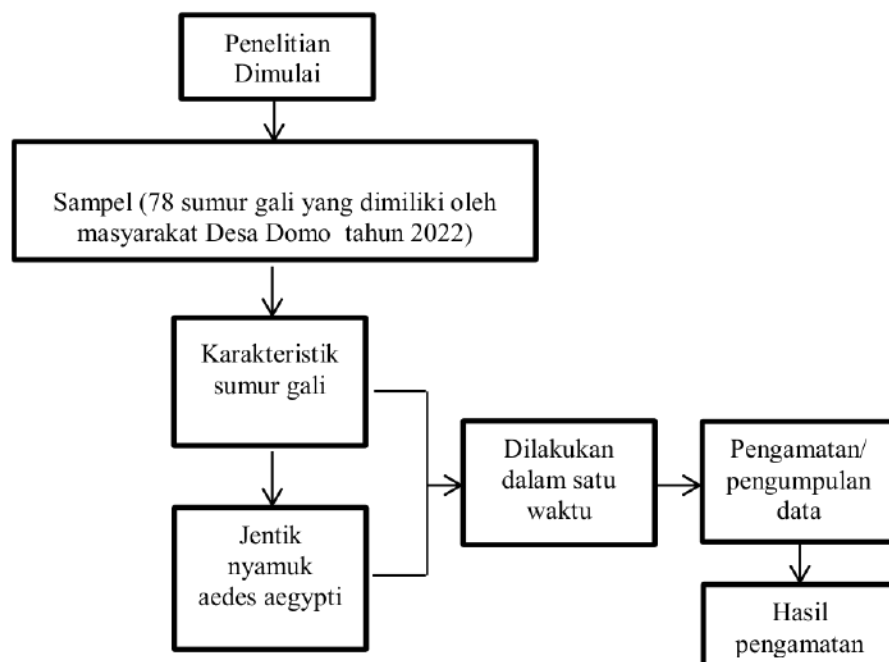 Penelitian
Dimulai
Sampel (78 sumur gali yang dimiliki oleh
masyarakat Desa Domo tahun 2022)
Karakteristik
sumur gali
Jentik
nyamuk
aedes aegypti
Dilakukan
dalam satu
waktu
Pengamatan/
pengumpulan
data
Hasil
pengamatan